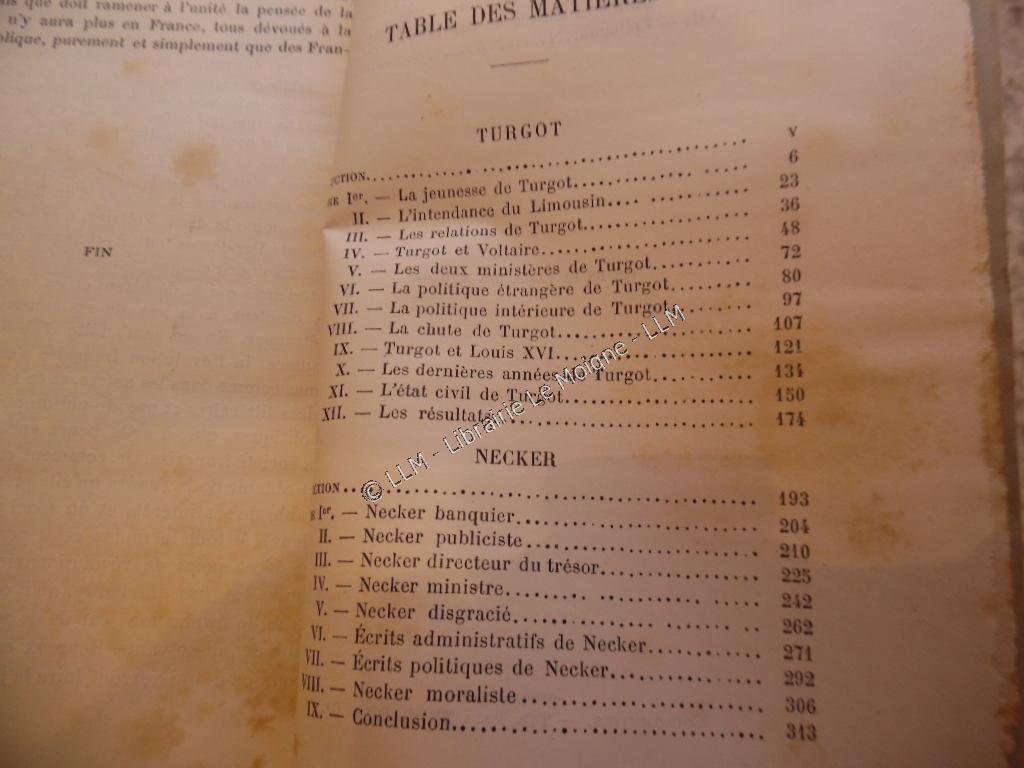 que doit ramener à l'unité la pensée de la
n'y aura plus en France, tous dévoués à la
blique, purement et simplement que des Fran-
FIN
TABLE DES MATIÈRES
TURGOT
CTION.......... V
RE Ier. — La jeunesse de Turgot.......... 6
II. — L'intendance du Limousin.......... 23
III. — Les relations de Turgot.......... 36
IV. — Turgot et Voltaire.......... 48
V. — Les deux ministères de Turgot.......... 72
VI. — La politique étrangère de Turgot.......... 80
VII. — La politique intérieure de Turgot.......... 97
VIII. — La chute de Turgot.......... 107
IX. — Turgot et Louis XVI.......... 121
X. — Les dernières années de Turgot.......... 134
XI. — L'état civil de Turgot.......... 150
XII. — Les résultats.......... 174
NECKER
CTION.......... 193
E Ier. — Necker banquier.......... 204
II. — Necker publiciste.......... 210
III. — Necker directeur du trésor.......... 225
IV. — Necker ministre.......... 242
V. — Necker disgracié.......... 262
VI. — Écrits administratifs de Necker.......... 271
VII. — Écrits politiques de Necker.......... 292
VIII. — Necker moraliste.......... 306
IX. — Conclusion.......... 313
© LLM - Librairie Le Moigne - LLM